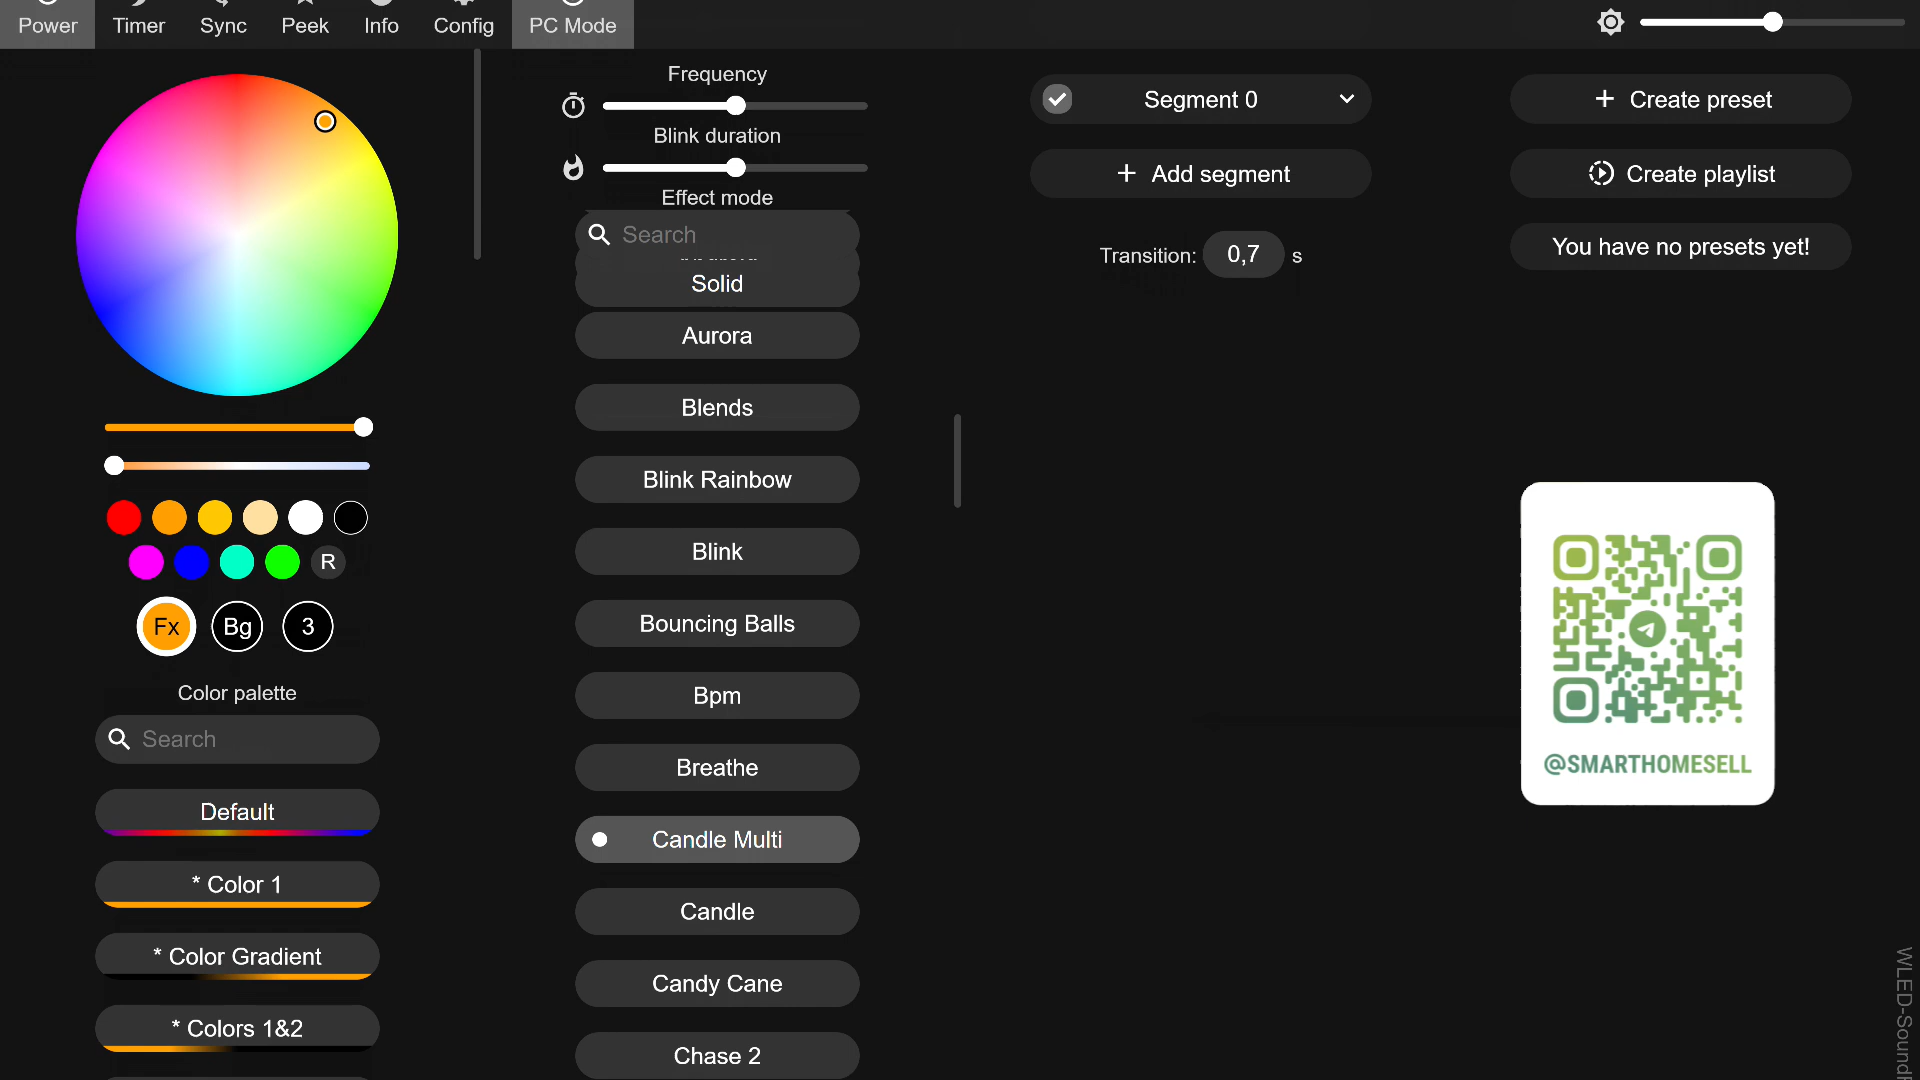 Power
Timer
Sync
Peek
Info
Config
PC Mode
Fx
Bg
3
R
Color palette
Search
Default
* Color 1
* Color Gradient
* Colors 1&2
Frequency
Blink duration
Effect mode
Search
Solid
Aurora
Blends
Blink Rainbow
Blink
Bouncing Balls
Bpm
Breathe
Candle Multi
Candle
Candy Cane
Chase 2
Segment 0
+ Add segment
Transition: 0,7 s
+ Create preset
Create playlist
You have no presets yet!
@SMARTHOMESELL